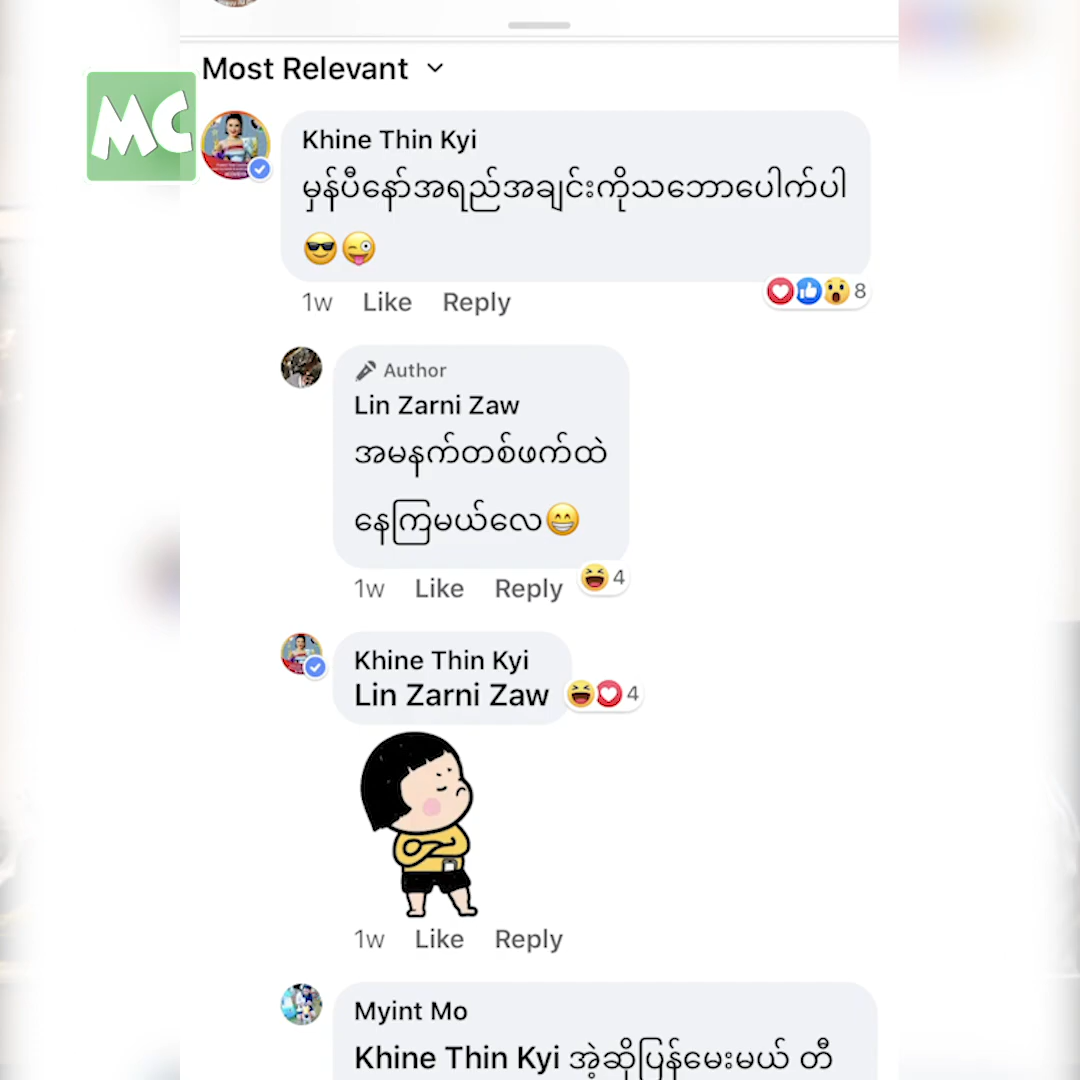 Most Relevant
MC
Khine Thin Kyi
မှန်ပီနော်အရည်အချင်းကိုသဘောပေါက်ပါ
😎😜
1w Like Reply 8
Author
Lin Zarni Zaw
အမနက်တစ်ဖက်ထဲ
နေကြမယ်လေ😁
1w Like Reply 4
Khine Thin Kyi
Lin Zarni Zaw 4
1w Like Reply
Myint Mo
Khine Thin Kyi အဲ့ဆိုပြန်မေးမယ် တီ